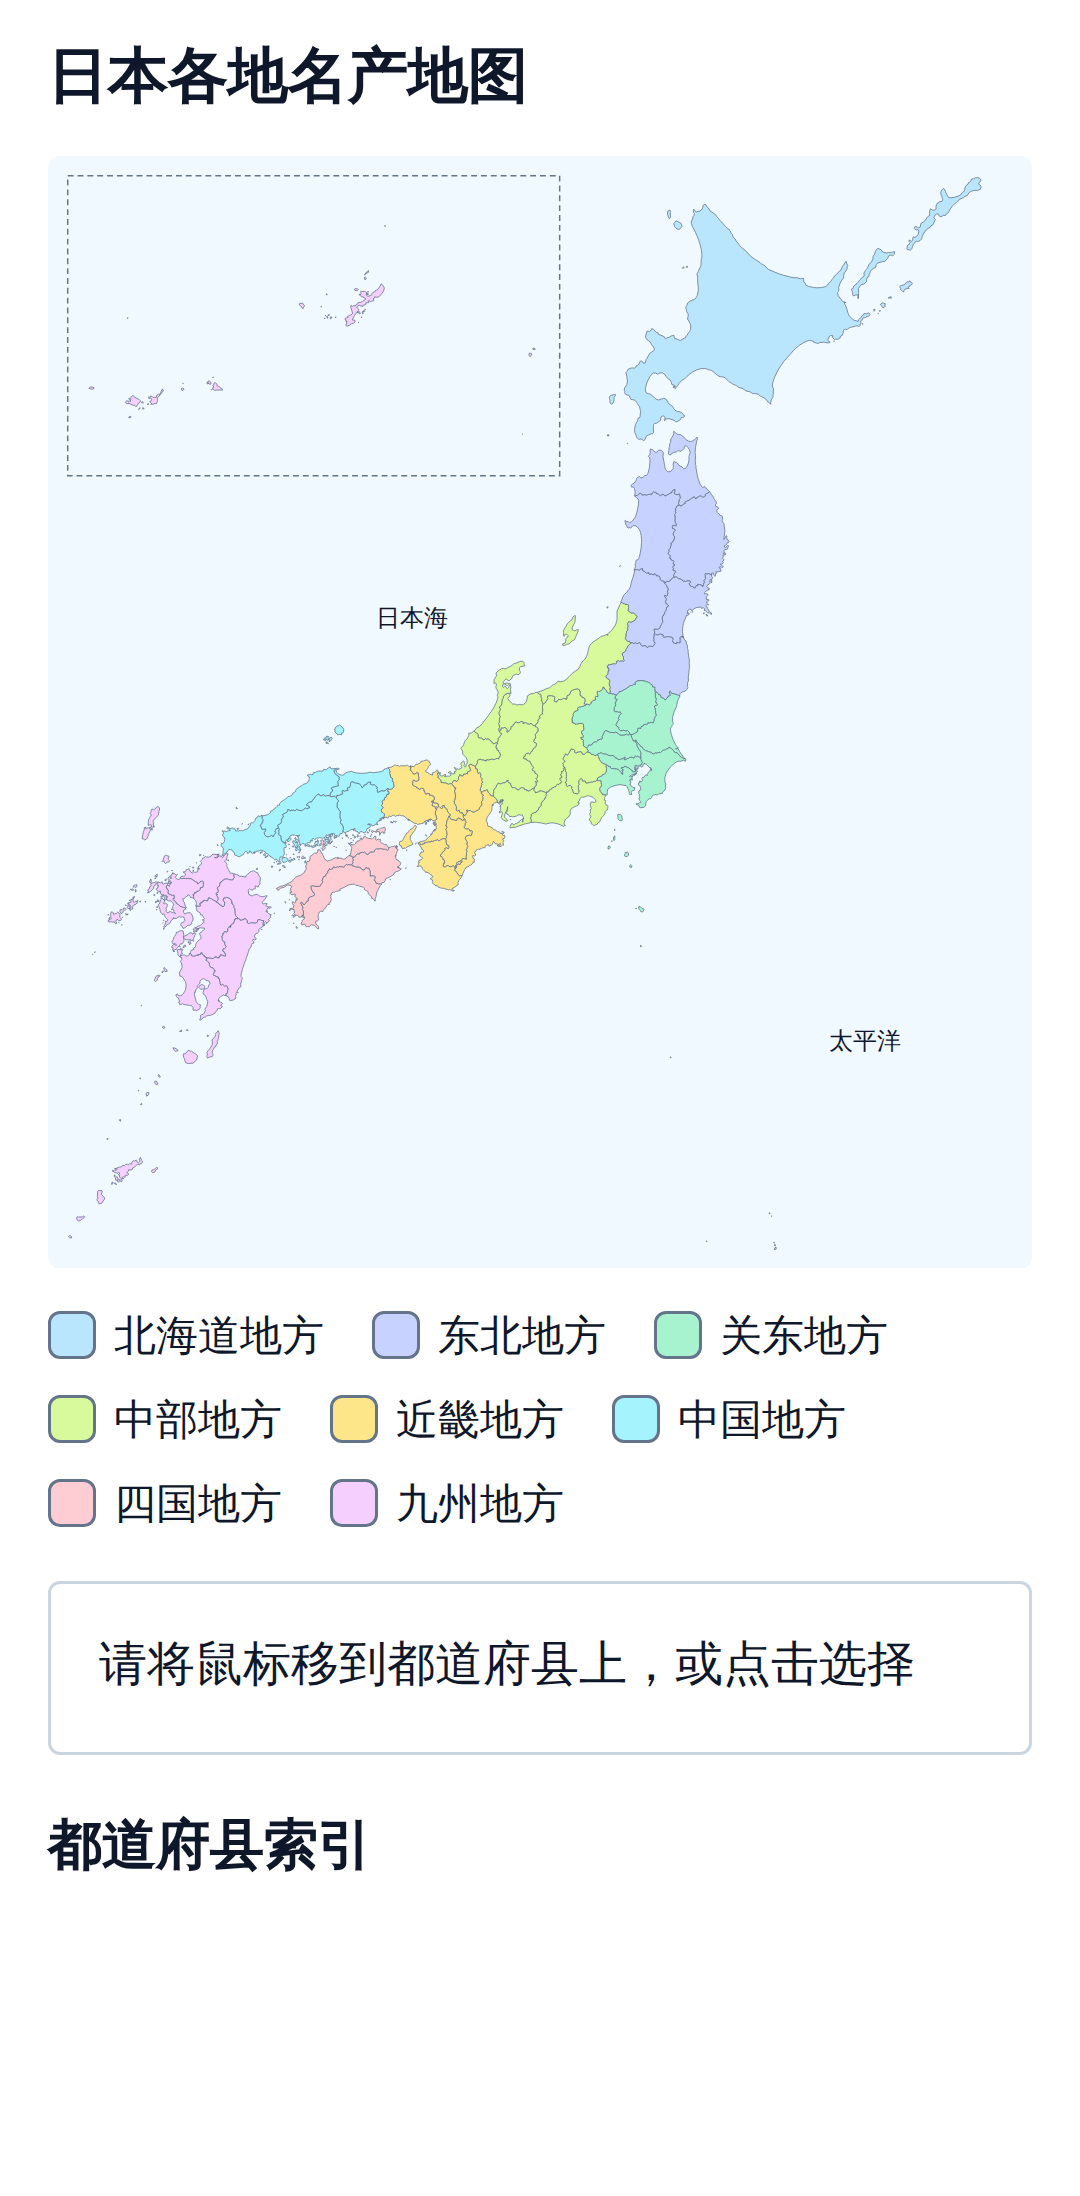 日本各地名产地图
日本海
太平洋
北海道地方 东北地方 关东地方
中部地方 近畿地方 中国地方
四国地方 九州地方
请将鼠标移到都道府县上，或点击选择
都道府县索引